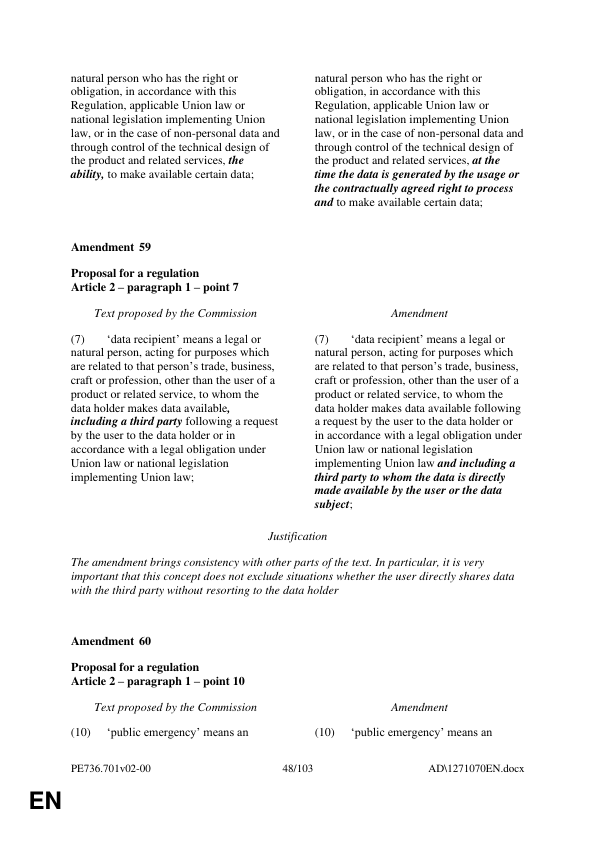 natural person who has the right or
obligation, in accordance with this
Regulation, applicable Union law or
national legislation implementing Union
law, or in the case of non-personal data and
through control of the technical design of
the product and related services, the
ability, to make available certain data;
natural person who has the right or
obligation, in accordance with this
Regulation, applicable Union law or
national legislation implementing Union
law, or in the case of non-personal data and
through control of the technical design of
the product and related services, at the
time the data is generated by the usage or
the contractually agreed right to process
and to make available certain data;
Amendment 59
Proposal for a regulation
Article 2 – paragraph 1 – point 7
Text proposed by the Commission
Amendment
(7) ‘data recipient’ means a legal or
natural person, acting for purposes which
are related to that person’s trade, business,
craft or profession, other than the user of a
product or related service, to whom the
data holder makes data available,
including a third party following a request
by the user to the data holder or in
accordance with a legal obligation under
Union law or national legislation
implementing Union law;
(7) ‘data recipient’ means a legal or
natural person, acting for purposes which
are related to that person’s trade, business,
craft or profession, other than the user of a
product or related service, to whom the
data holder makes data available following
a request by the user to the data holder or
in accordance with a legal obligation under
Union law or national legislation
implementing Union law and including a
third party to whom the data is directly
made available by the user or the data
subject;
Justification
The amendment brings consistency with other parts of the text. In particular, it is very
important that this concept does not exclude situations whether the user directly shares data
with the third party without resorting to the data holder
Amendment 60
Proposal for a regulation
Article 2 – paragraph 1 – point 10
Text proposed by the Commission
Amendment
(10) ‘public emergency’ means an
(10) ‘public emergency’ means an
PE736.701v02-00
48/103
AD\1271070EN.docx
EN